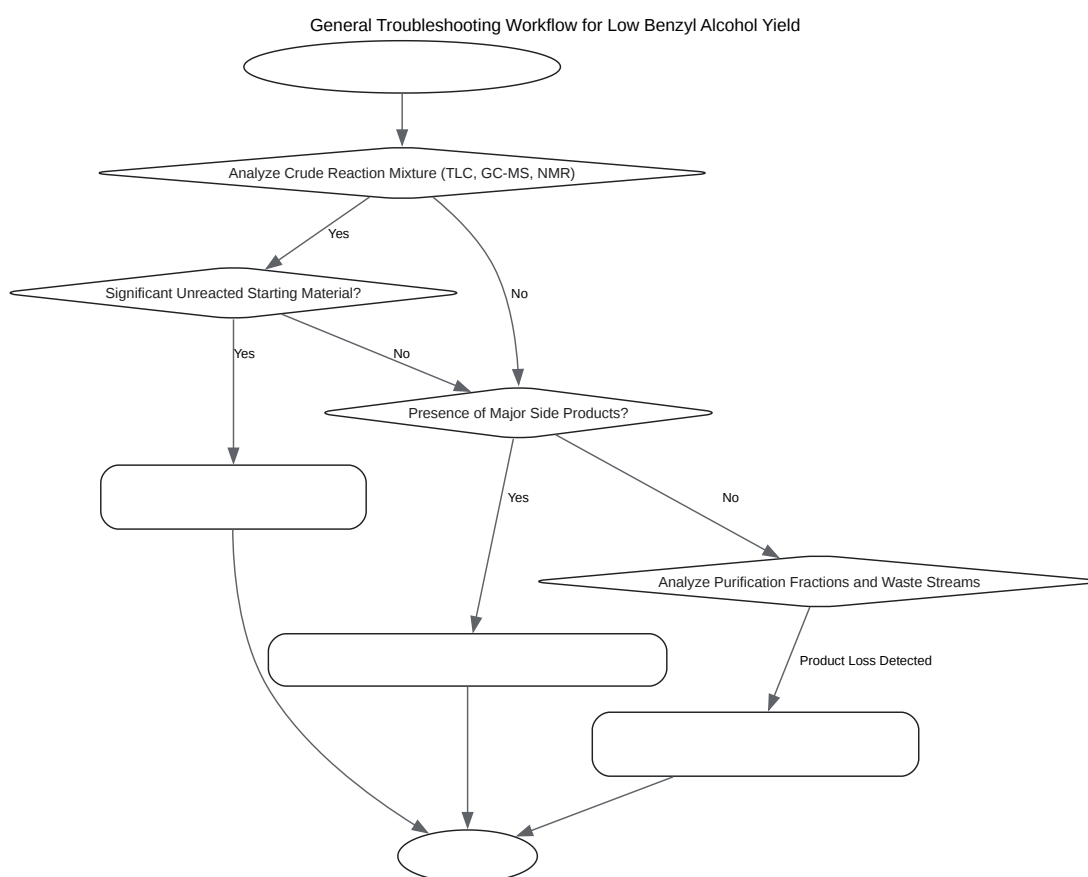 General Troubleshooting Workflow for Low Benzyl Alcohol Yield
Analyze Crude Reaction Mixture (TLC, GC-MS, NMR)
Yes
No
Significant Unreacted Starting Material?
Yes
No
Presence of Major Side Products?
Yes
No
Analyze Purification Fractions and Waste Streams
Product Loss Detected